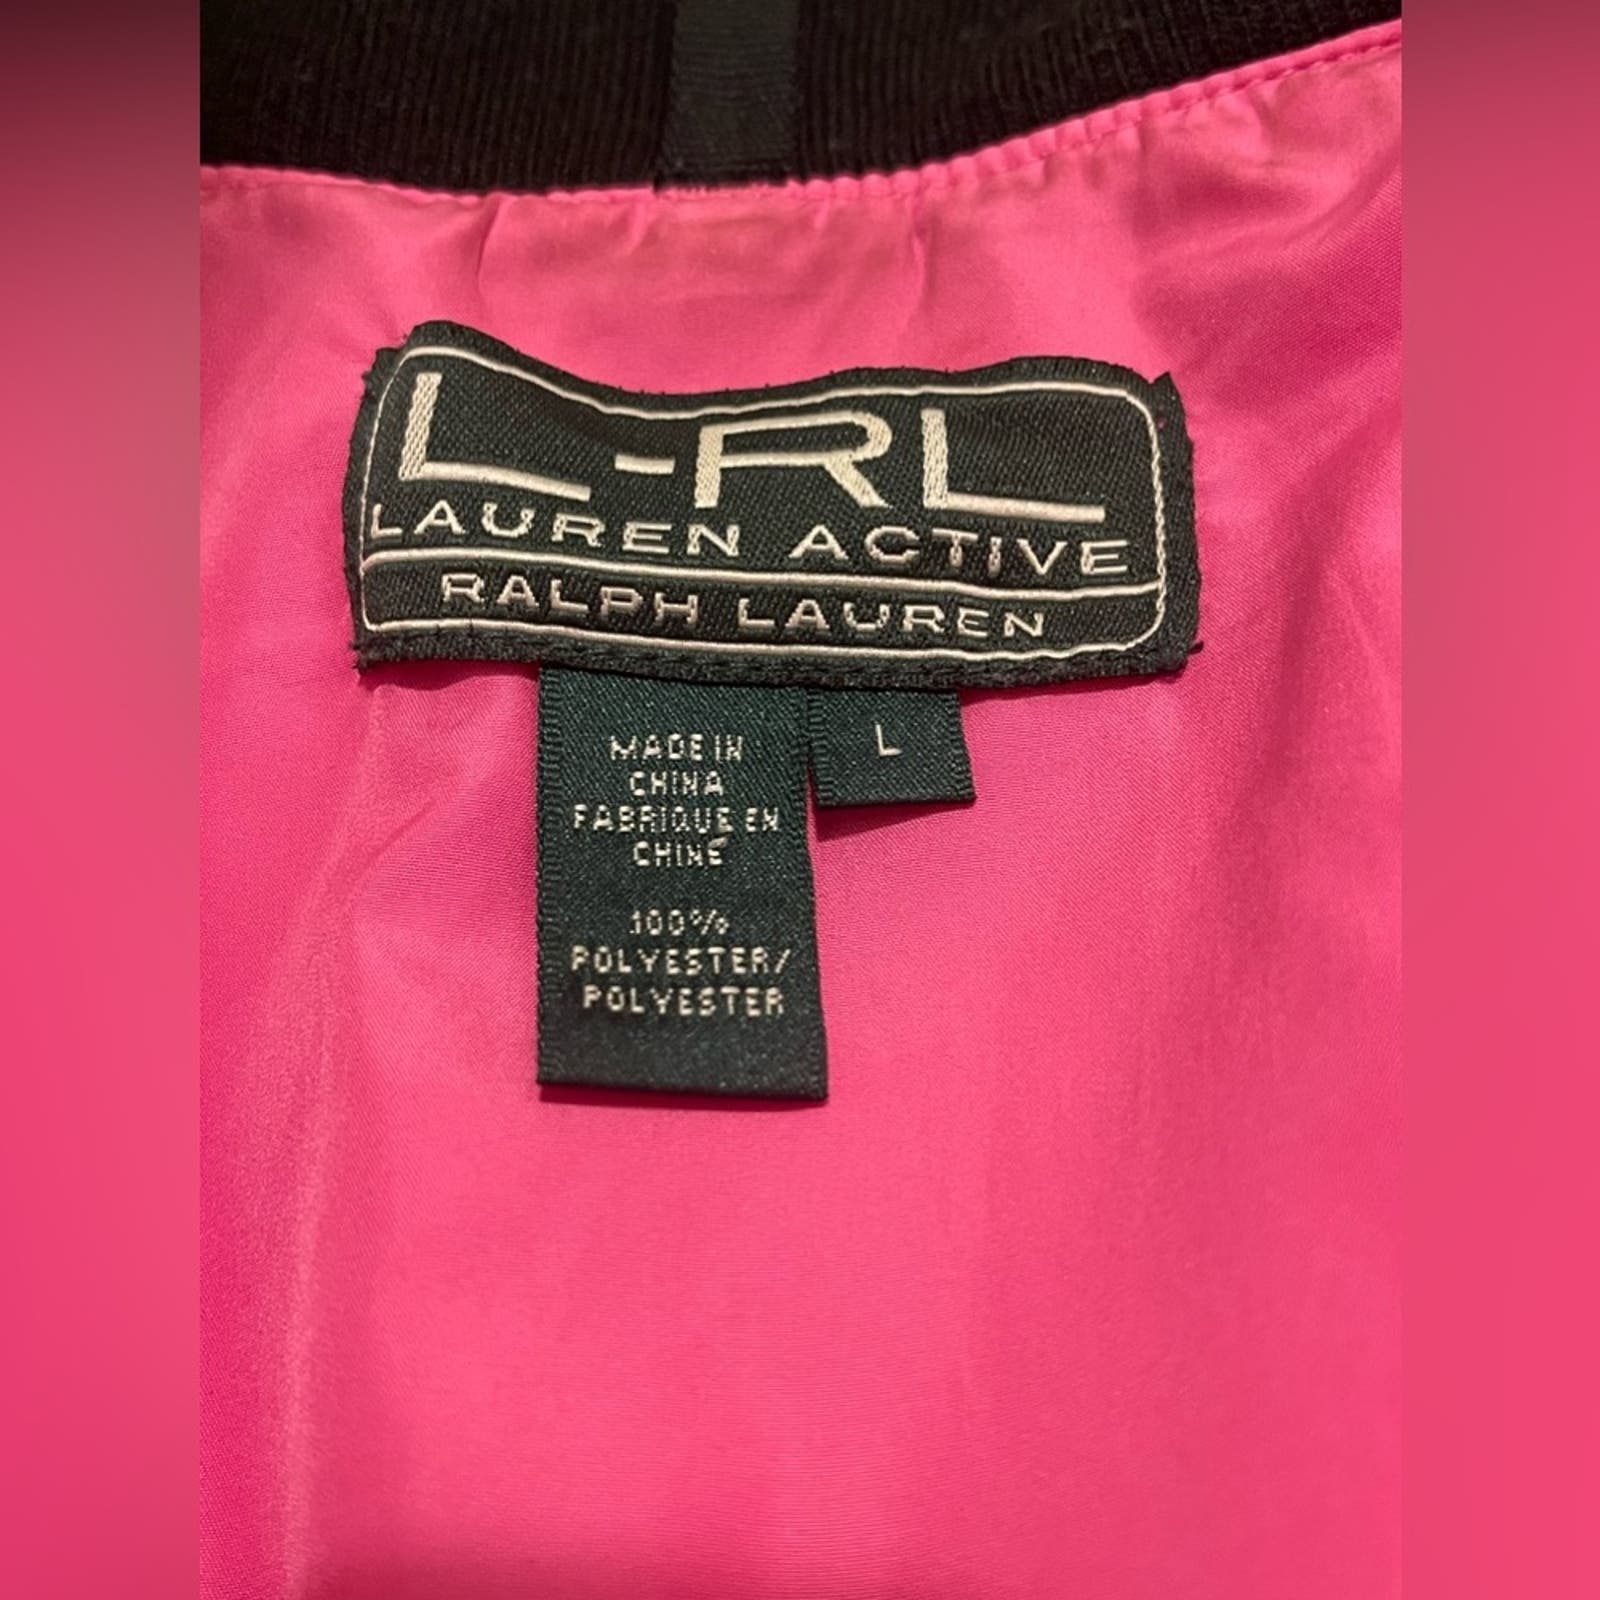 L-RL
LAUREN ACTIVE
RALPH LAUREN
MADE IN
CHINA
FABRIQUE EN
CHINE
100%
POLYESTER/
POLYESTER
L